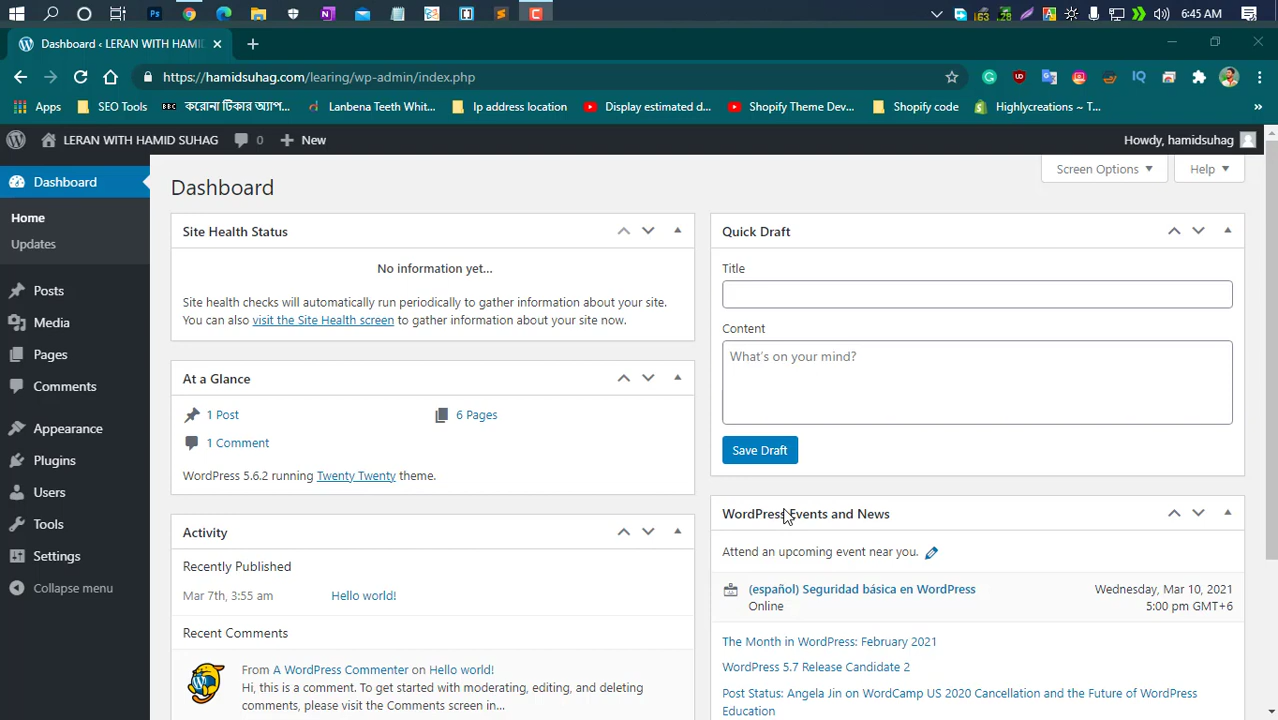 6:45 AM
163
28
Dashboard ‹ LERAN WITH HAMID
https://hamidsuhag.com/learing/wp-admin/index.php
Apps
SEO Tools
BBC করোনা টিকার অ্যাপ...
Lanbena Teeth Whit...
Ip address location
Display estimated d...
Shopify Theme Dev...
Shopify code
Highlycreations ~ T...
»
LERAN WITH HAMID SUHAG
0
New
Howdy, hamidsuhag
Dashboard
Home
Updates
Posts
Media
Pages
Comments
Appearance
Plugins
Users
Tools
Settings
Collapse menu
Screen Options
Help
Dashboard
Site Health Status
No information yet...
Site health checks will automatically run periodically to gather information about your site.
You can also visit the Site Health screen to gather information about your site now.
At a Glance
1 Post
6 Pages
1 Comment
WordPress 5.6.2 running Twenty Twenty theme.
Activity
Recently Published
Mar 7th, 3:55 am
Hello world!
Recent Comments
From A WordPress Commenter on Hello world!
Hi, this is a comment. To get started with moderating, editing, and deleting
comments, please visit the Comments screen in...
Quick Draft
Title
Content
What's on your mind?
Save Draft
WordPress Events and News
Attend an upcoming event near you.
(español) Seguridad básica en WordPress
Online
Wednesday, Mar 10, 2021
5:00 pm GMT+6
The Month in WordPress: February 2021
WordPress 5.7 Release Candidate 2
Post Status: Angela Jin on WordCamp US 2020 Cancellation and the Future of WordPress
Education